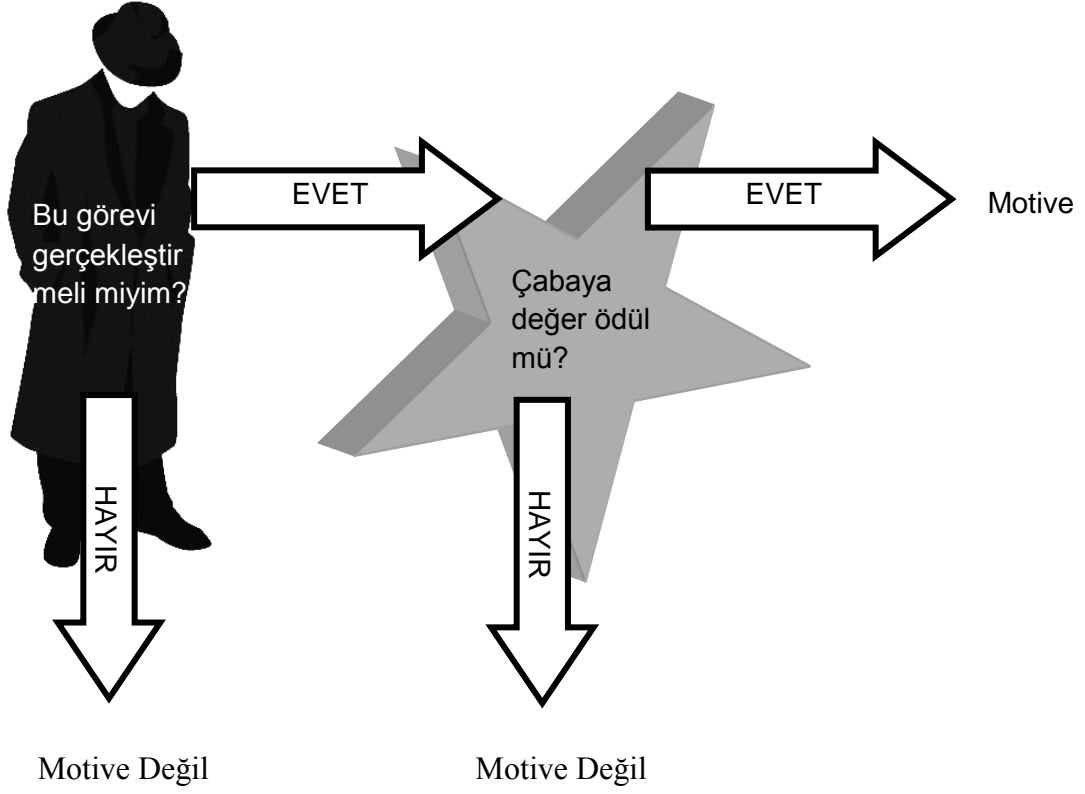 Bu görevi
gerçekleştir
meli miyim?
EVET
Çabaya
değer ödül
mü?
EVET
Motive
HAYIR
HAYIR
Motive Değil
Motive Değil